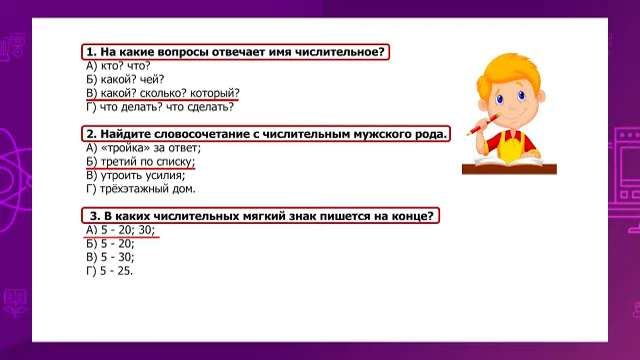 1. На какие вопросы отвечает имя числительное?
А) кто? что?
Б) какой? чей?
В) какой? сколько? который?
Г) что делать? что сделать?
2. Найдите словосочетание с числительным мужского рода.
А) «тройка» за ответ;
Б) третий по списку;
В) утроить усилия;
Г) трёхэтажный дом.
3. В каких числительных мягкий знак пишется на конце?
А) 5 - 20; 30;
Б) 5 - 20;
В) 5 - 30;
Г) 5 - 25.